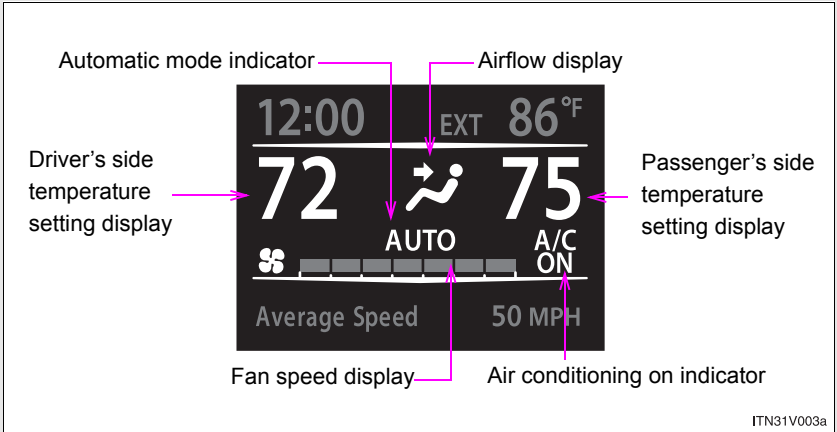 Automatic mode indicator
Airflow display
12:00 EXT 86°F
Driver's side
temperature
setting display
72 75
Passenger's side
temperature
setting display
AUTO
A/C
ON
Average Speed 50 MPH
Fan speed display
Air conditioning on indicator
ITN31V003a